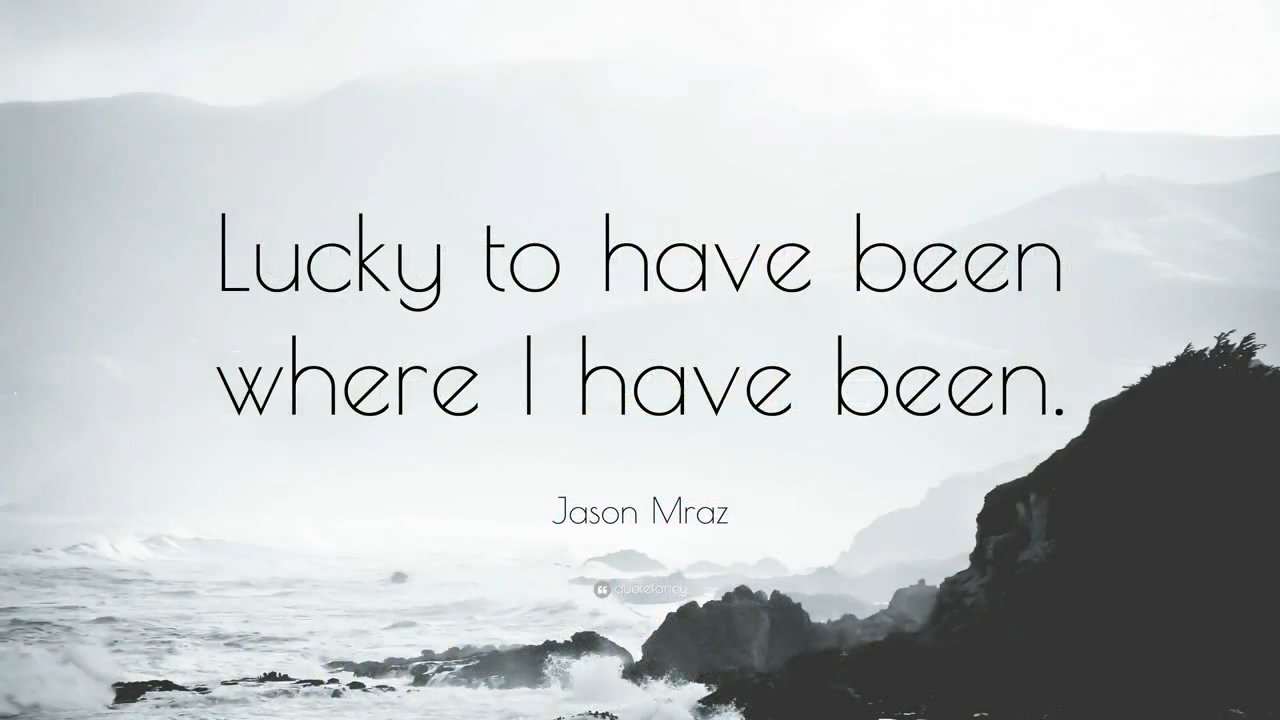 Lucky to have been
where I have been.
Jason Mraz
quotefancy